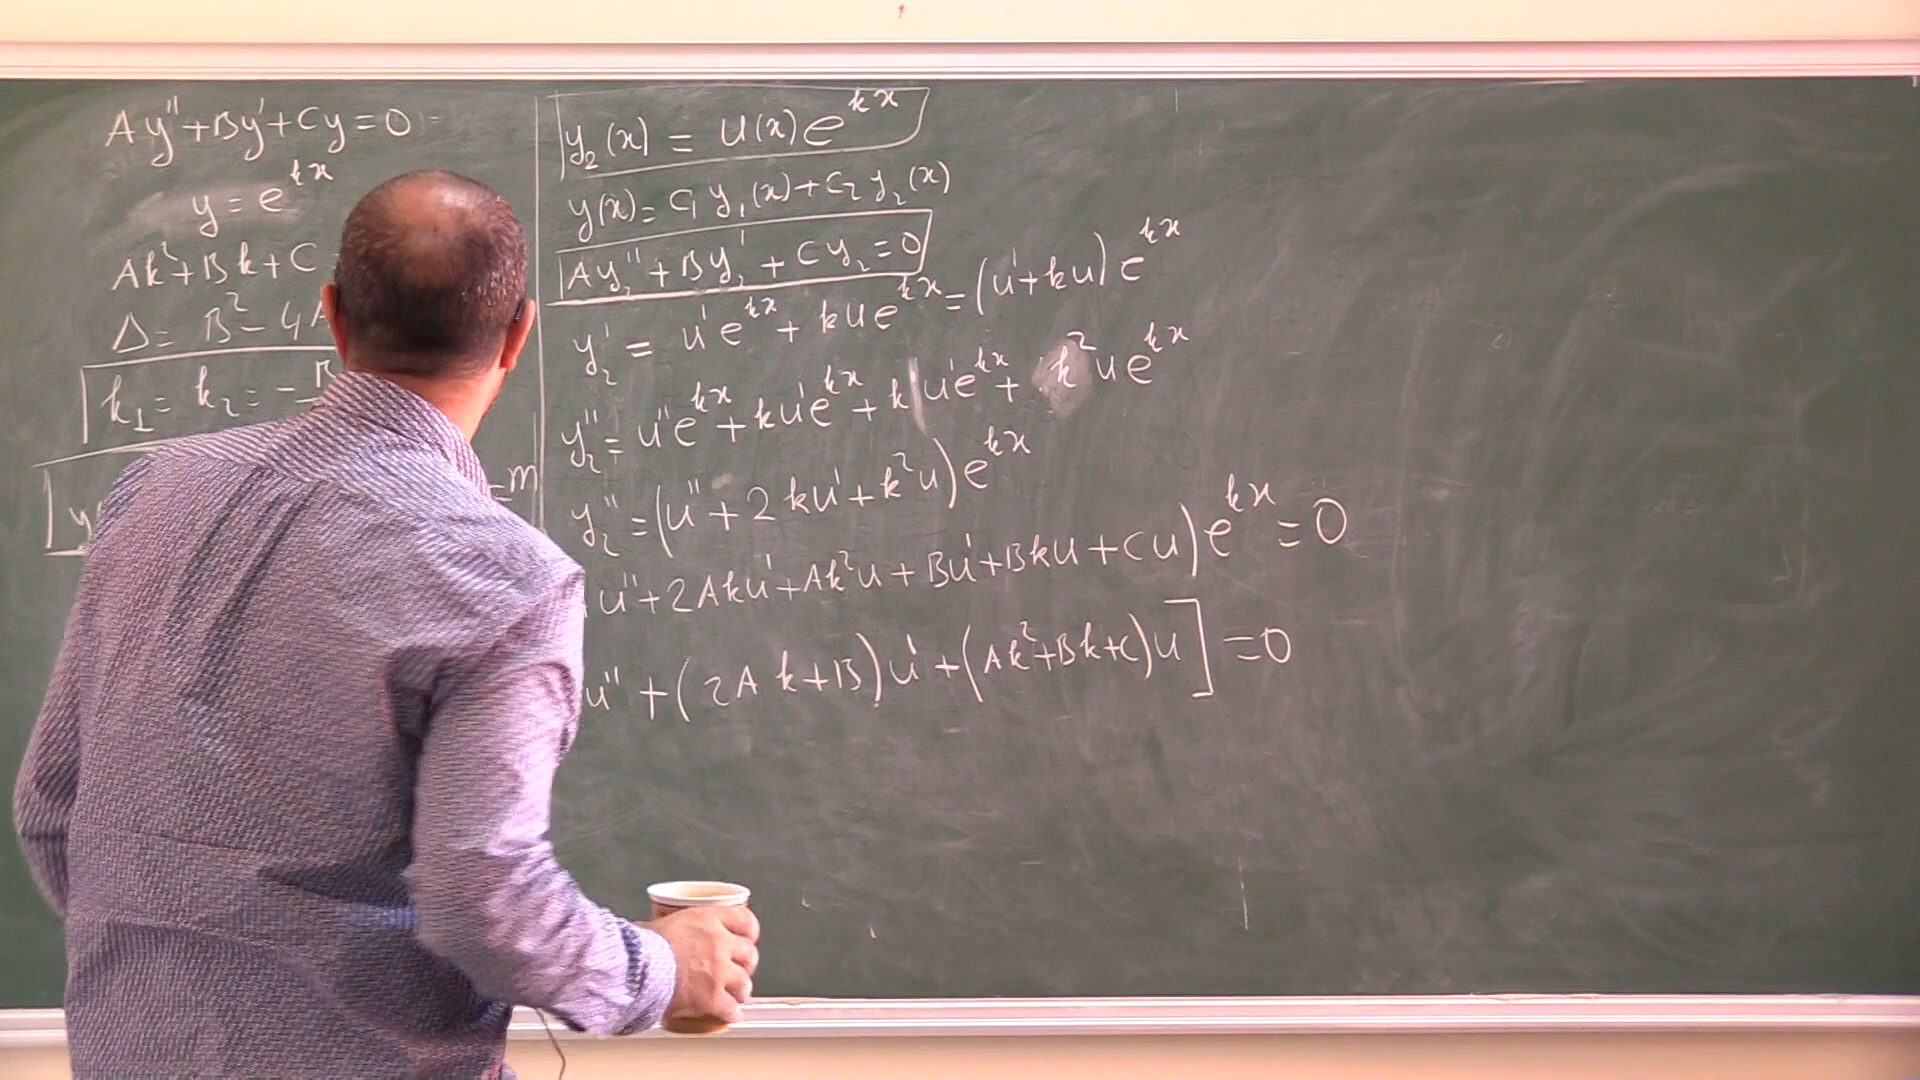 Ay''+By'+Cy=0
y=e^{kx}
Ak²+Bk+C
Δ= B²-4A
k₁=k₂=-B
y
=m
y₂(x) = u(x)e^{kx}
y(x)=C₁y₁(x)+C₂y₂(x)
Ay₂''+By₂'+Cy₂=0
y₂' = u'e^{kx}+kue^{kx}=(u'+ku)e^{kx}
y₂''=u''e^{kx}+ku'e^{kx}+ku'e^{kx}+k²ue^{kx}
y₂''=(u''+2ku'+k²u)e^{kx}
u''+2Aku'+Ak²u+Bu'+Bku+Cu)e^{kx}=0
u''+(2Ak+B)u'+(Ak²+Bk+C)u]=0